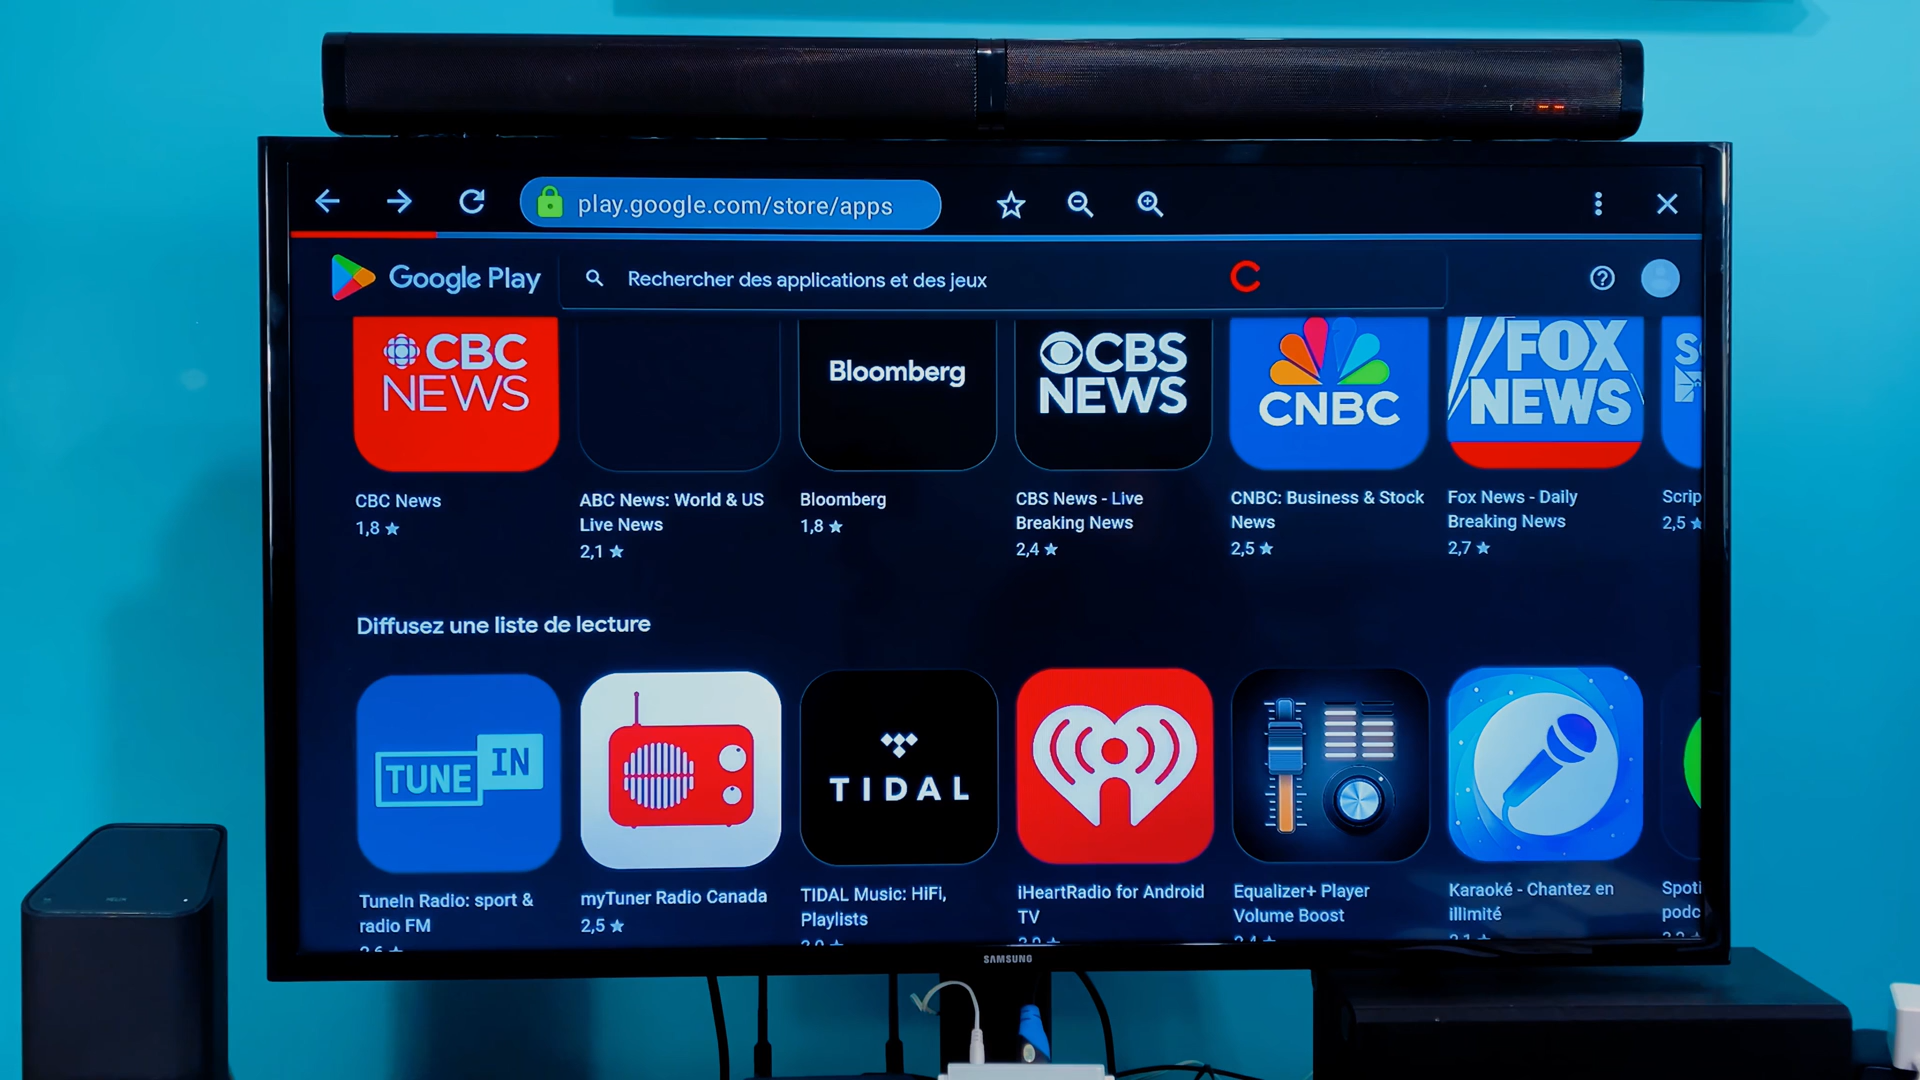 play.google.com/store/apps
Google Play
Rechercher des applications et des jeux
CBC
NEWS
Bloomberg
CBS
NEWS
CNBC
FOX
NEWS
CBC News
1,8 ★
ABC News: World & US
Live News
2,1 ★
Bloomberg
1,8 ★
CBS News - Live
Breaking News
2,4 ★
CNBC: Business & Stock
News
2,5 ★
Fox News - Daily
Breaking News
2,7 ★
Scrip
2,5 ★
Diffusez une liste de lecture
TUNE IN
TIDAL
TuneIn Radio: sport &
radio FM
myTuner Radio Canada
2,5 ★
TIDAL Music: HiFi,
Playlists
iHeartRadio for Android
TV
Equalizer+ Player
Volume Boost
Karaoké - Chantez en
illimité
Spoti
podc
SAMSUNG